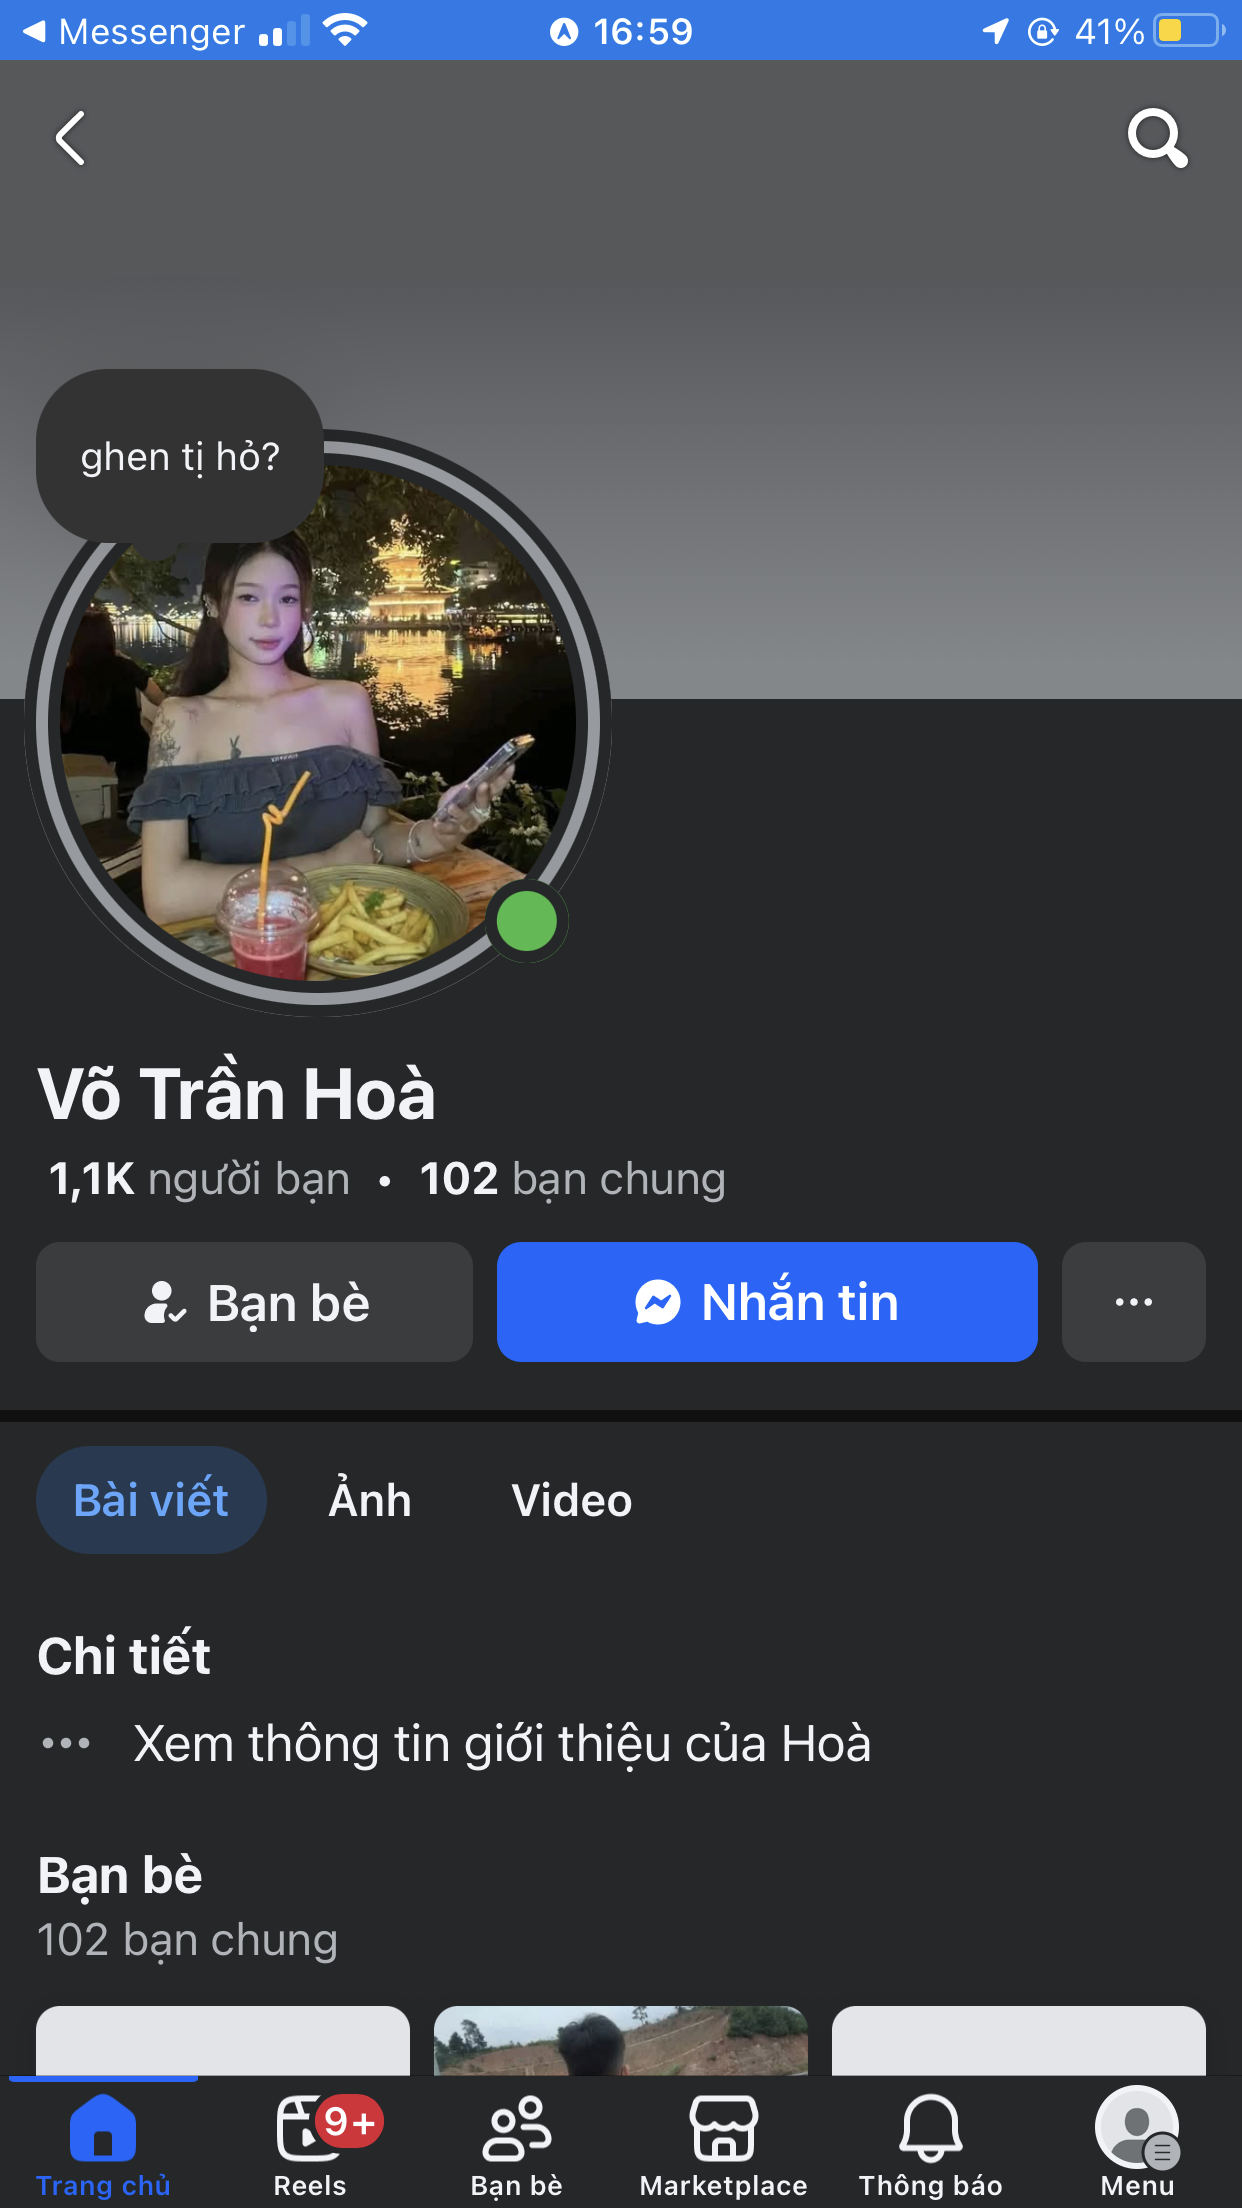 Messenger 16:59 41%
ghen tị hỏ?
Võ Trần Hoà
1,1K người bạn • 102 bạn chung
Bạn bè Nhắn tin ...
Bài viết Ảnh Video
Chi tiết
... Xem thông tin giới thiệu của Hoà
Bạn bè
102 bạn chung
9+
Trang chủ Reels Bạn bè Marketplace Thông báo Menu